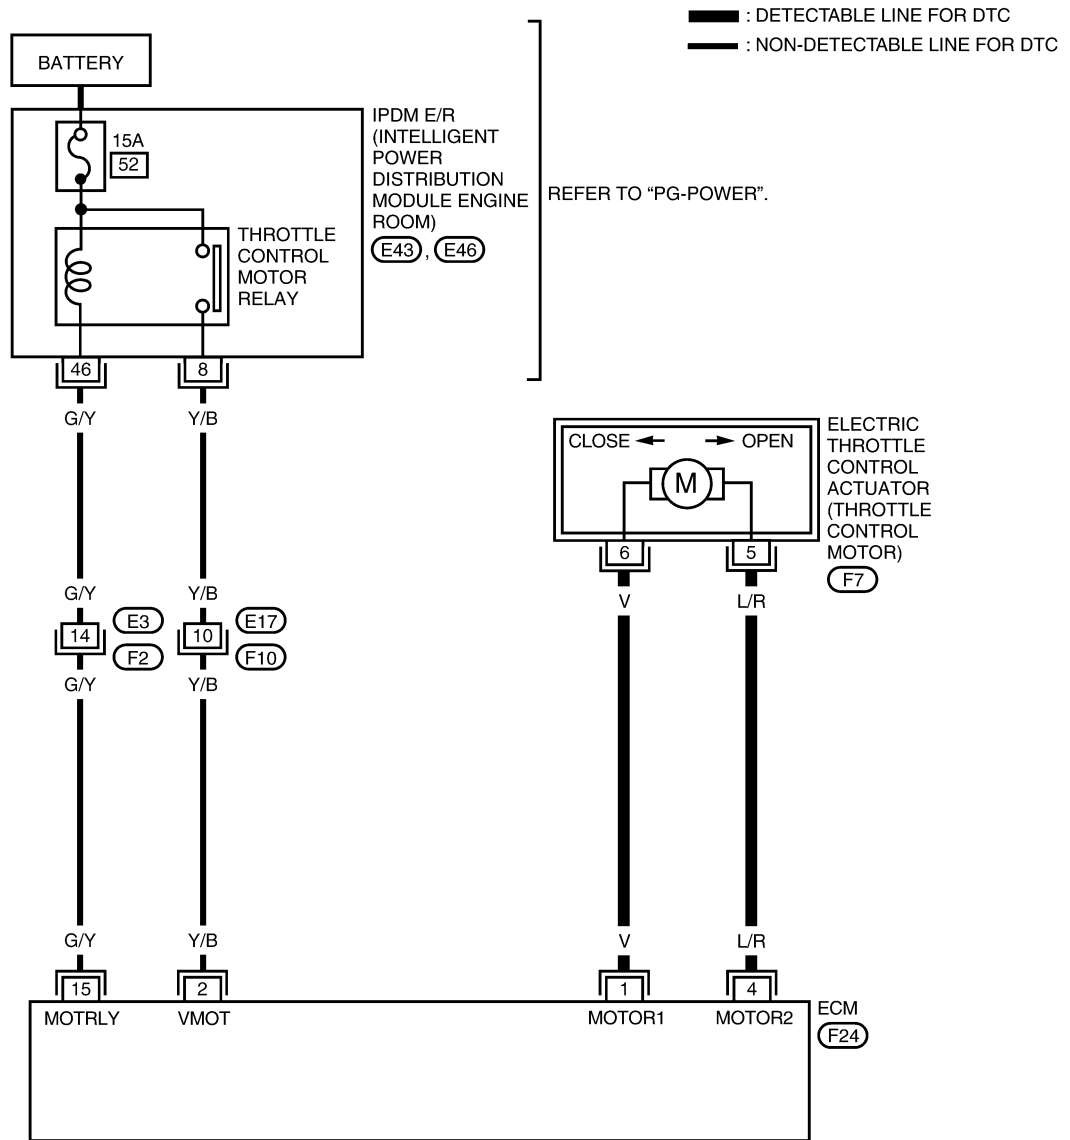 : DETECTABLE LINE FOR DTC
: NON-DETECTABLE LINE FOR DTC
BATTERY
15A
52
IPDM E/R
(INTELLIGENT
POWER
DISTRIBUTION
MODULE ENGINE
ROOM)
E43 , E46
REFER TO “PG-POWER”.
THROTTLE
CONTROL
MOTOR
RELAY
46 8
G/Y Y/B
CLOSE OPEN
M
ELECTRIC
THROTTLE
CONTROL
ACTUATOR
(THROTTLE
CONTROL
MOTOR)
F7
6 5
V L/R
G/Y Y/B
14 E3 10 E17
F2 F10
G/Y Y/B
G/Y Y/B V L/R
15 2 1 4
MOTRLY VMOT MOTOR1 MOTOR2
ECM
F24